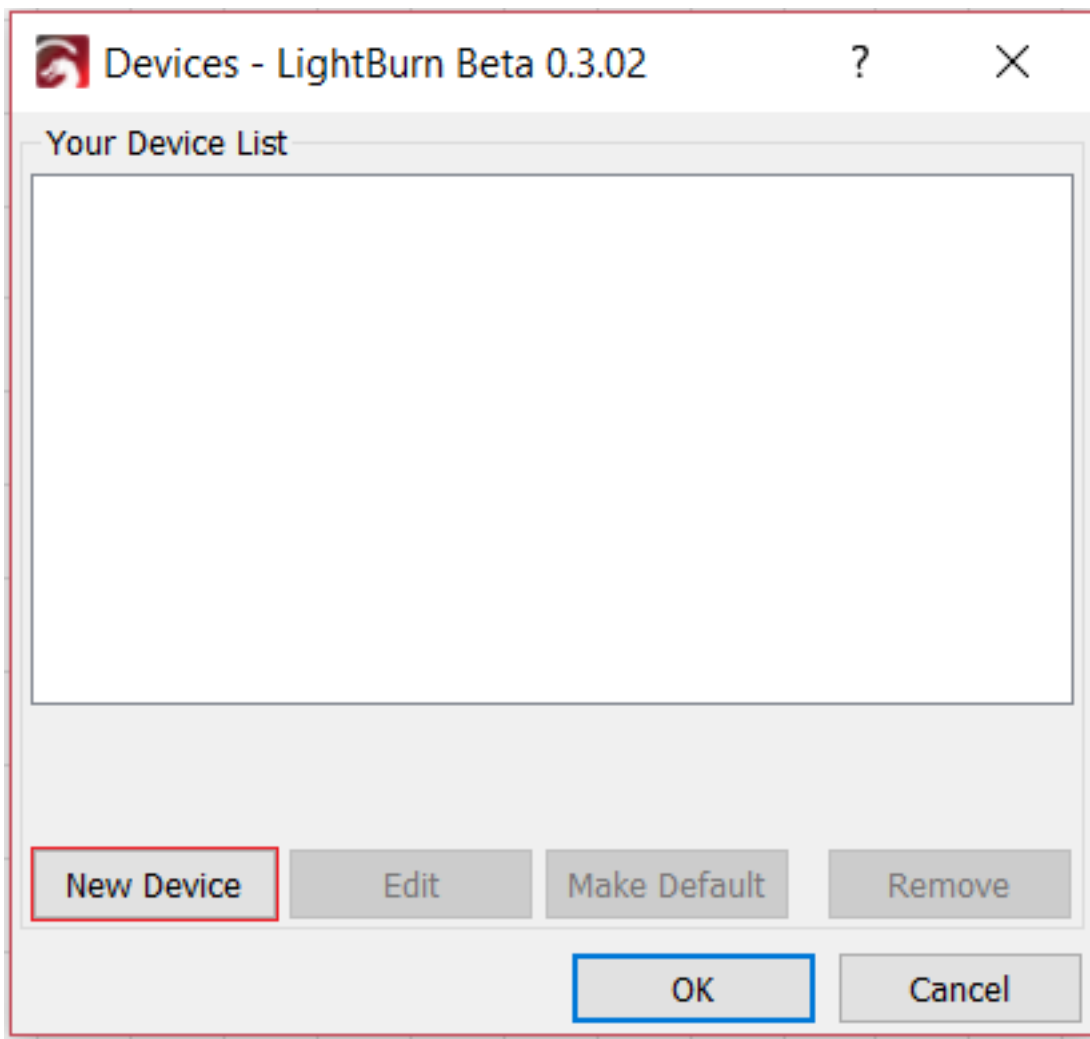 Devices - LightBurn Beta 0.3.02 ?
Your Device List
New Device Edit Make Default Remove
OK Cancel